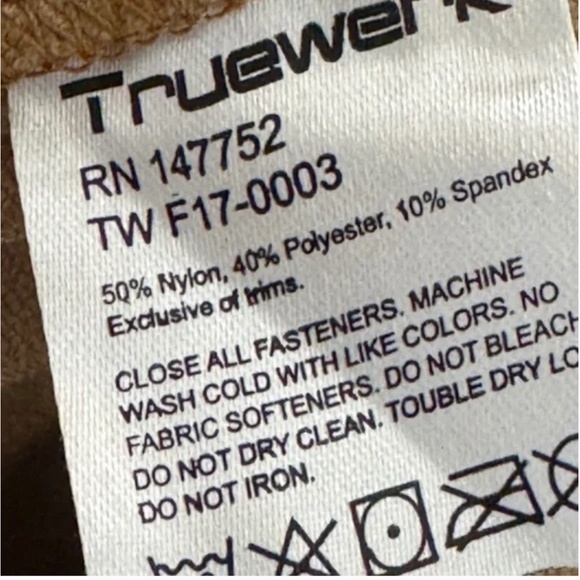 Truewerk
RN 147752
TW F17-0003
50% Nylon, 40% Polyester, 10% Spandex
Exclusive of trims.
CLOSE ALL FASTENERS. MACHINE
WASH COLD WITH LIKE COLORS. NO
FABRIC SOFTENERS. DO NOT BLEACH
DO NOT DRY CLEAN. TOUBLE DRY LO
DO NOT IRON.